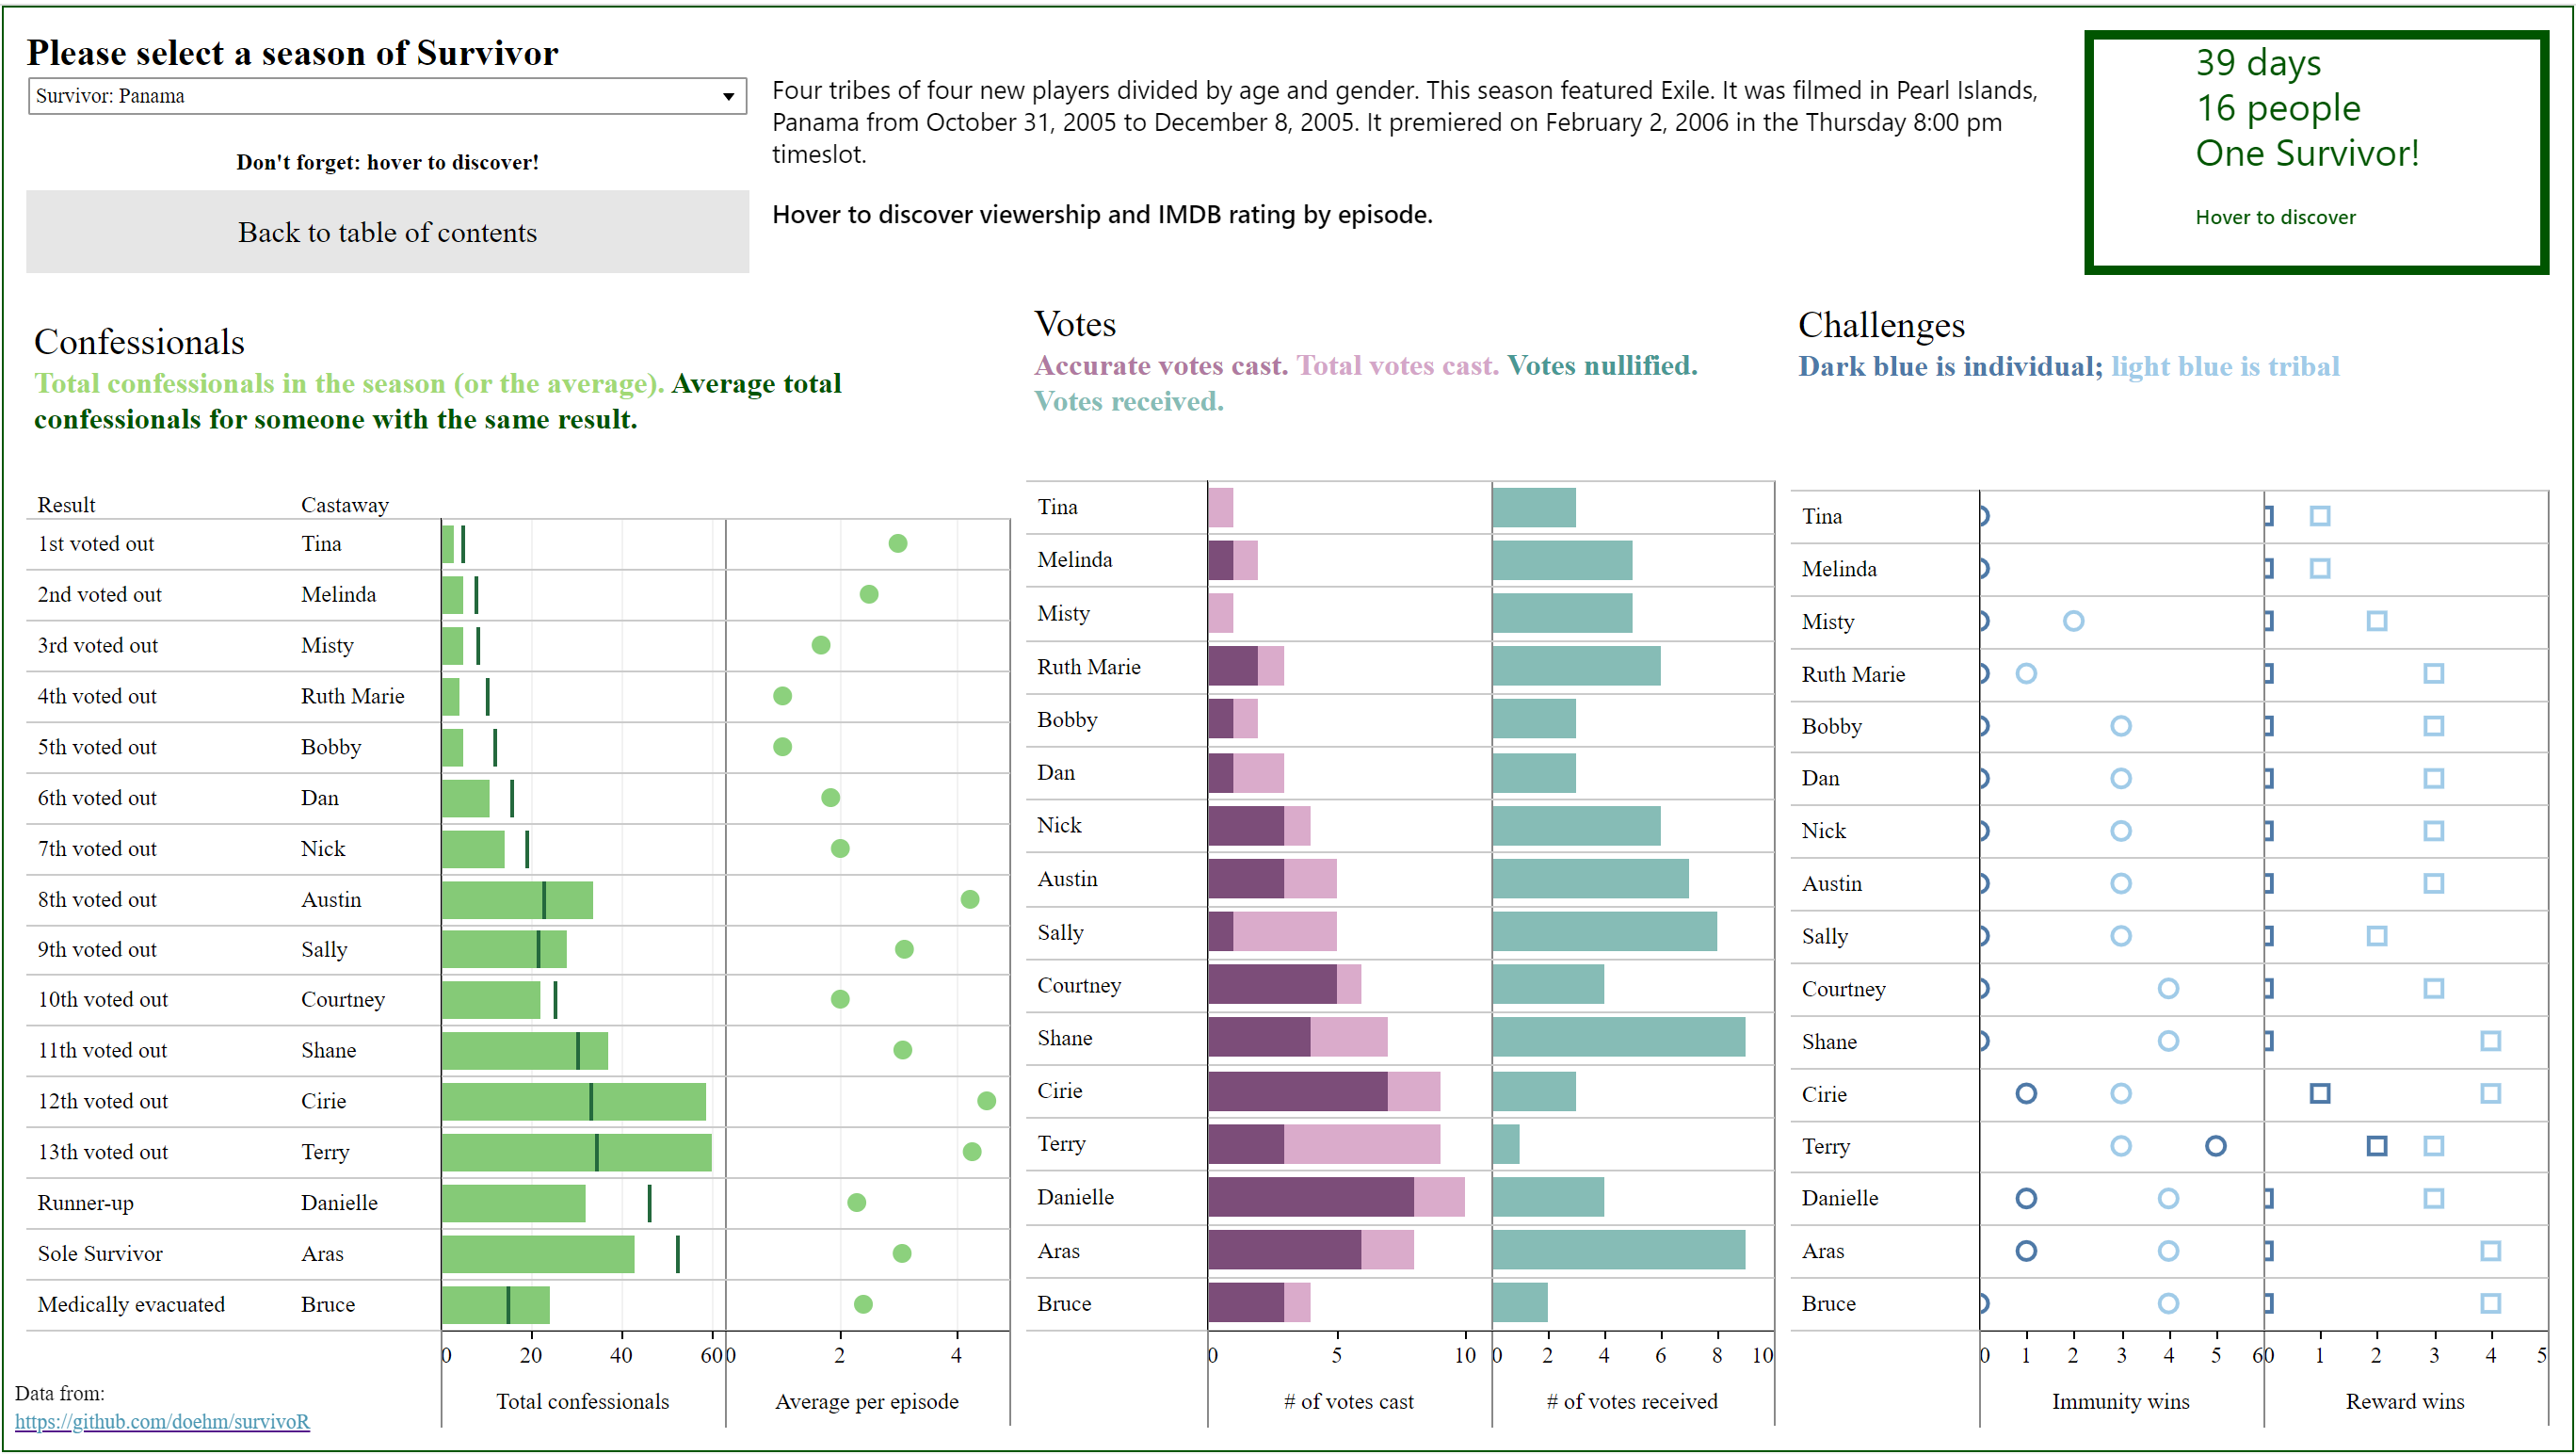 Please select a season of Survivor
Survivor: Panama
Don't forget: hover to discover!
Back to table of contents
Four tribes of four new players divided by age and gender. This season featured Exile. It was filmed in Pearl Islands,
Panama from October 31, 2005 to December 8, 2005. It premiered on February 2, 2006 in the Thursday 8:00 pm
timeslot.
Hover to discover viewership and IMDB rating by episode.
39 days
16 people
One Survivor!
Hover to discover
Confessionals
Total confessionals in the season (or the average). Average total
confessionals for someone with the same result.
Result Castaway
1st voted out Tina
2nd voted out Melinda
3rd voted out Misty
4th voted out Ruth Marie
5th voted out Bobby
6th voted out Dan
7th voted out Nick
8th voted out Austin
9th voted out Sally
10th voted out Courtney
11th voted out Shane
12th voted out Cirie
13th voted out Terry
Runner-up Danielle
Sole Survivor Aras
Medically evacuated Bruce
0 20 40 60 0 2 4
Total confessionals Average per episode
Votes
Accurate votes cast. Total votes cast. Votes nullified.
Votes received.
Tina
Melinda
Misty
Ruth Marie
Bobby
Dan
Nick
Austin
Sally
Courtney
Shane
Cirie
Terry
Danielle
Aras
Bruce
0 5 10 0 2 4 6 8 10
# of votes cast # of votes received
Challenges
Dark blue is individual; light blue is tribal
Tina
Melinda
Misty
Ruth Marie
Bobby
Dan
Nick
Austin
Sally
Courtney
Shane
Cirie
Terry
Danielle
Aras
Bruce
0 1 2 3 4 5 6 0 1 2 3 4 5
Immunity wins Reward wins
Data from:
https://github.com/doehm/survivoR